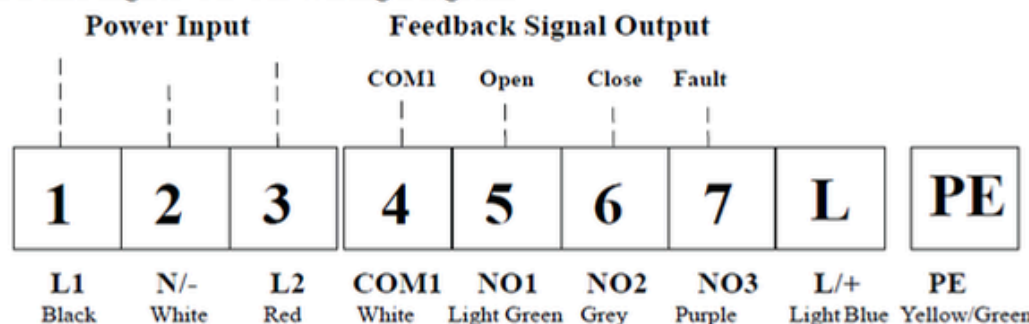 Power Input Feedback Signal Output
COM1 Open Close Fault
1 2 3 4 5 6 7 L PE
L1 N/- L2 COM1 NO1 NO2 NO3 L/+ PE
Black White Red White Light Green Grey Purple Light Blue Yellow/Green